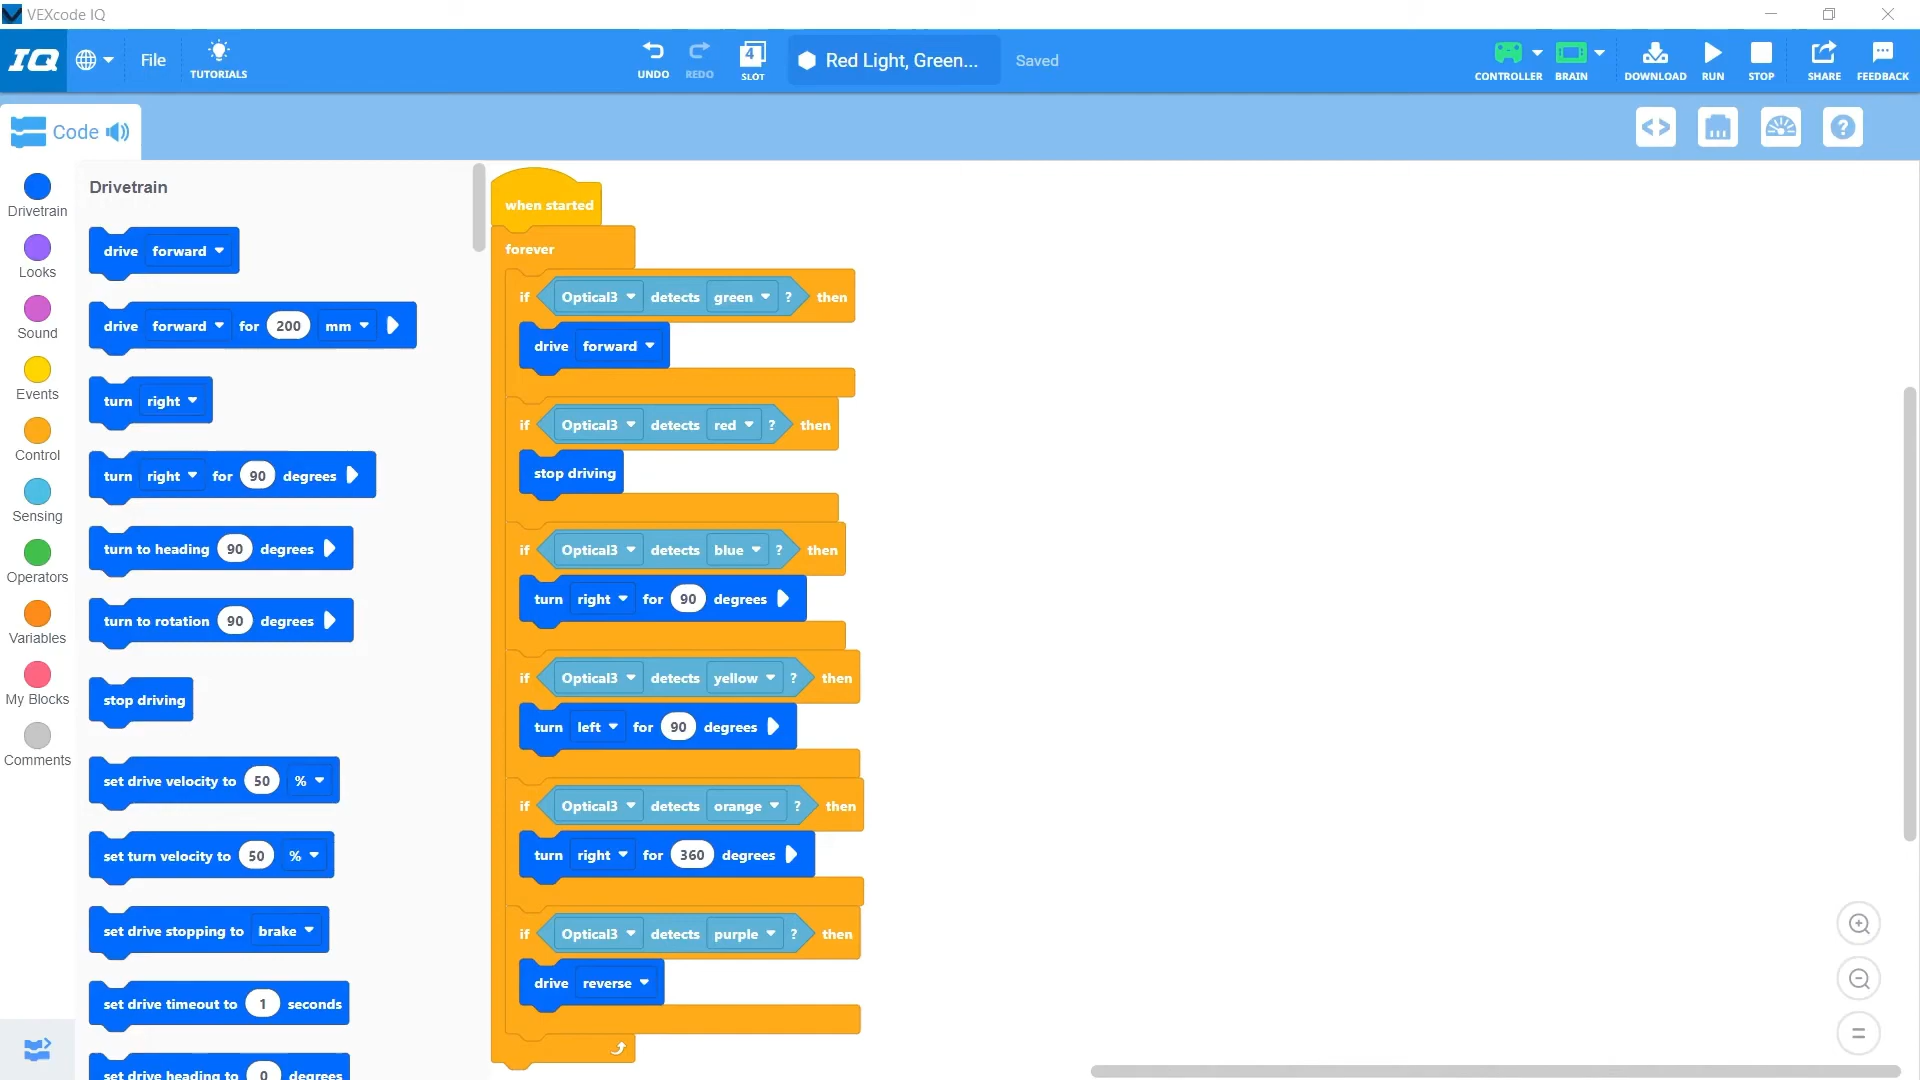 VEXcode IQ
IQ
File
TUTORIALS
UNDO
REDO
4
SLOT
Red Light, Green...
Saved
CONTROLLER
BRAIN
DOWNLOAD
RUN
STOP
SHARE
FEEDBACK
Code
<>
?
Drivetrain
Looks
Sound
Events
Control
Sensing
Operators
Variables
My Blocks
Comments
Drivetrain
drive forward
drive forward for 200 mm
turn right
turn right for 90 degrees
turn to heading 90 degrees
turn to rotation 90 degrees
stop driving
set drive velocity to 50 %
set turn velocity to 50 %
set drive stopping to brake
set drive timeout to 1 seconds
set drive heading to 0 degrees
when started
forever
if Optical3 detects green ? then
drive forward
if Optical3 detects red ? then
stop driving
if Optical3 detects blue ? then
turn right for 90 degrees
if Optical3 detects yellow ? then
turn left for 90 degrees
if Optical3 detects orange ? then
turn right for 360 degrees
if Optical3 detects purple ? then
drive reverse